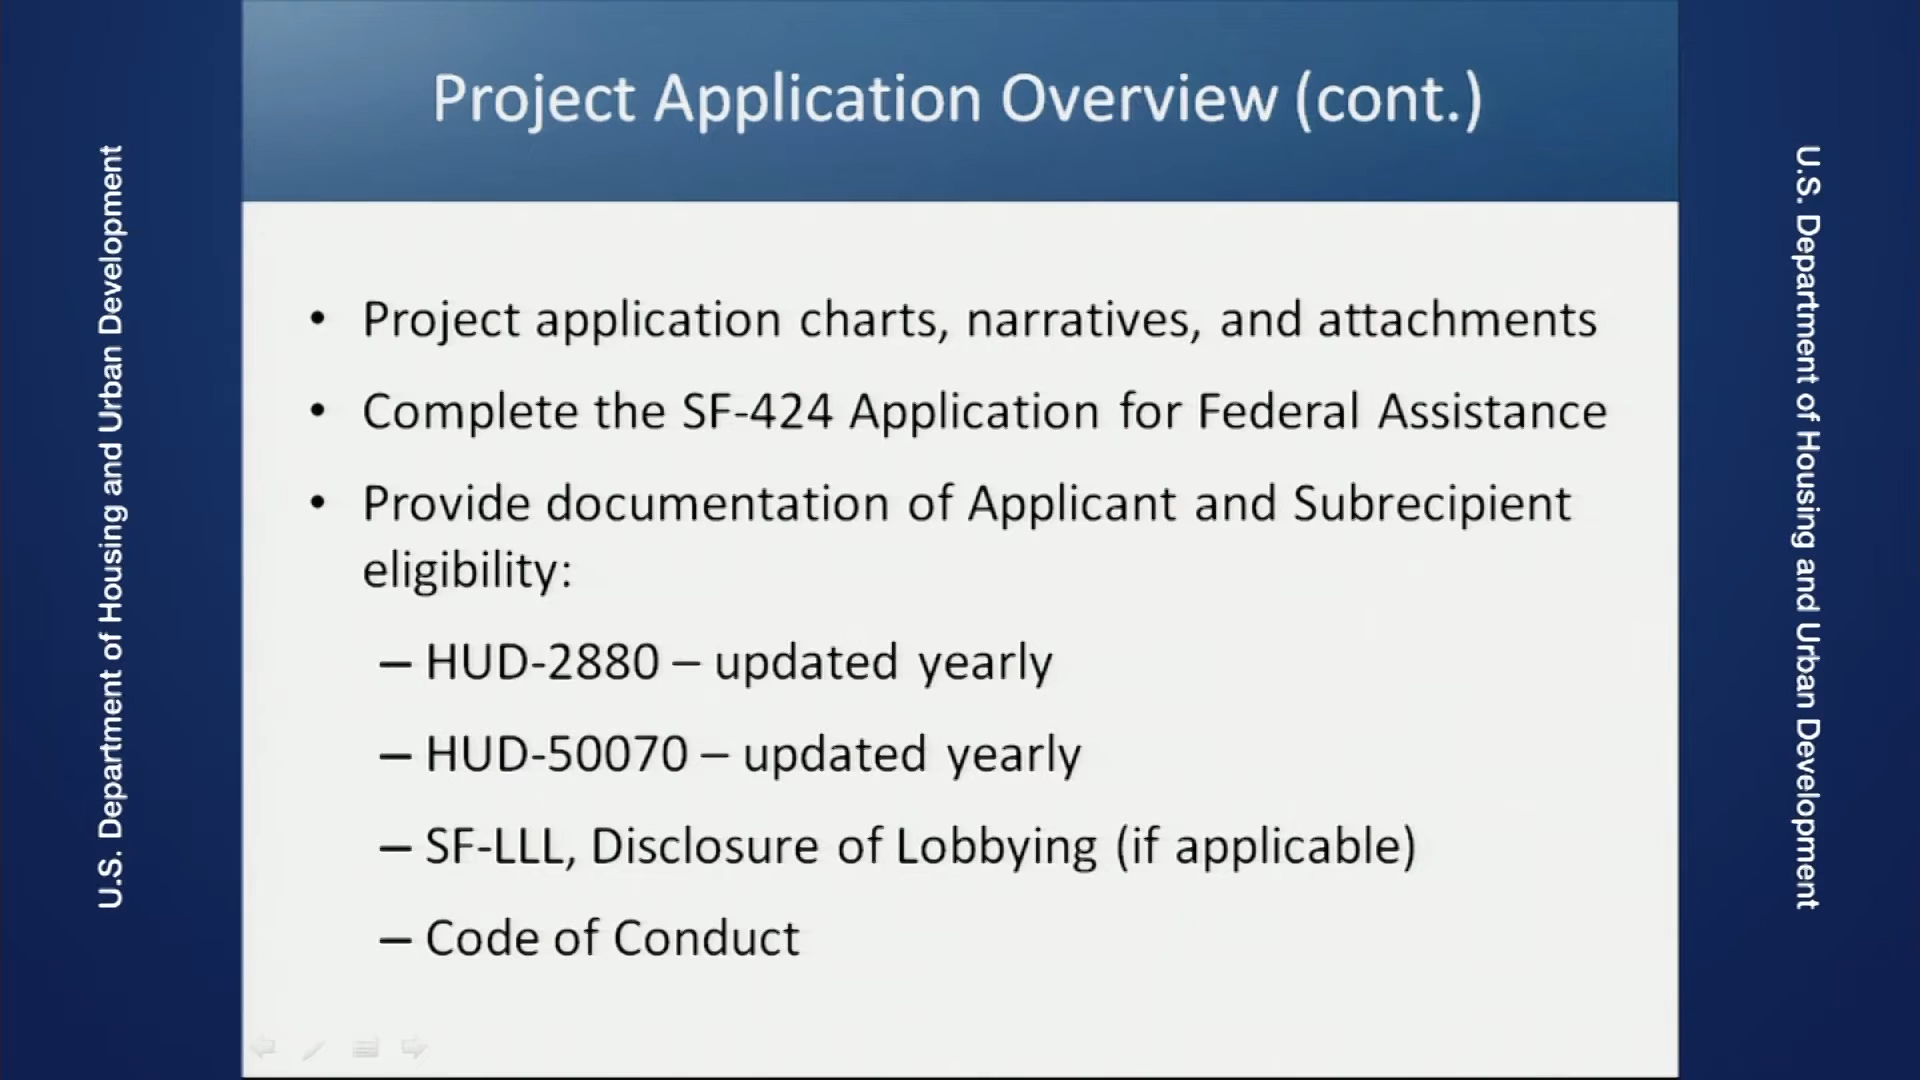 Project Application Overview (cont.)
U.S. Department of Housing and Urban Development
• Project application charts, narratives, and attachments
• Complete the SF-424 Application for Federal Assistance
• Provide documentation of Applicant and Subrecipient
eligibility:
– HUD-2880 – updated yearly
– HUD-50070 – updated yearly
– SF-LLL, Disclosure of Lobbying (if applicable)
– Code of Conduct
U.S. Department of Housing and Urban Development